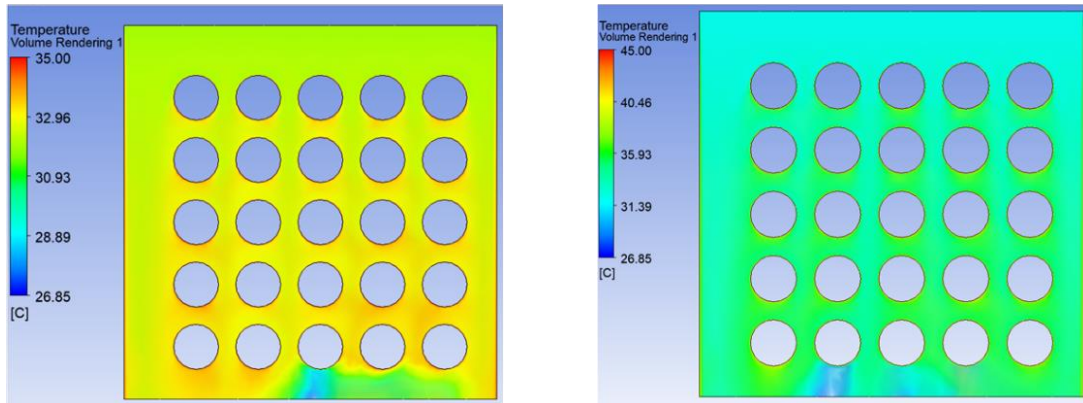 Temperature
Volume Rendering 1
35.00
32.96
30.93
28.89
26.85
[C]
Temperature
Volume Rendering 1
45.00
40.46
35.93
31.39
26.85
[C]